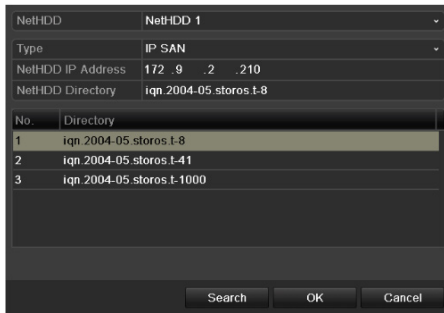 NetHDD NetHDD 1
Type IP SAN
NetHDD IP Address 172 .9 .2 .210
NetHDD Directory iqn.2004-05.storos.t-8
No. Directory
1 iqn.2004-05.storos.t-8
2 iqn.2004-05.storos.t-41
3 iqn.2004-05.storos.t-1000
Search OK Cancel